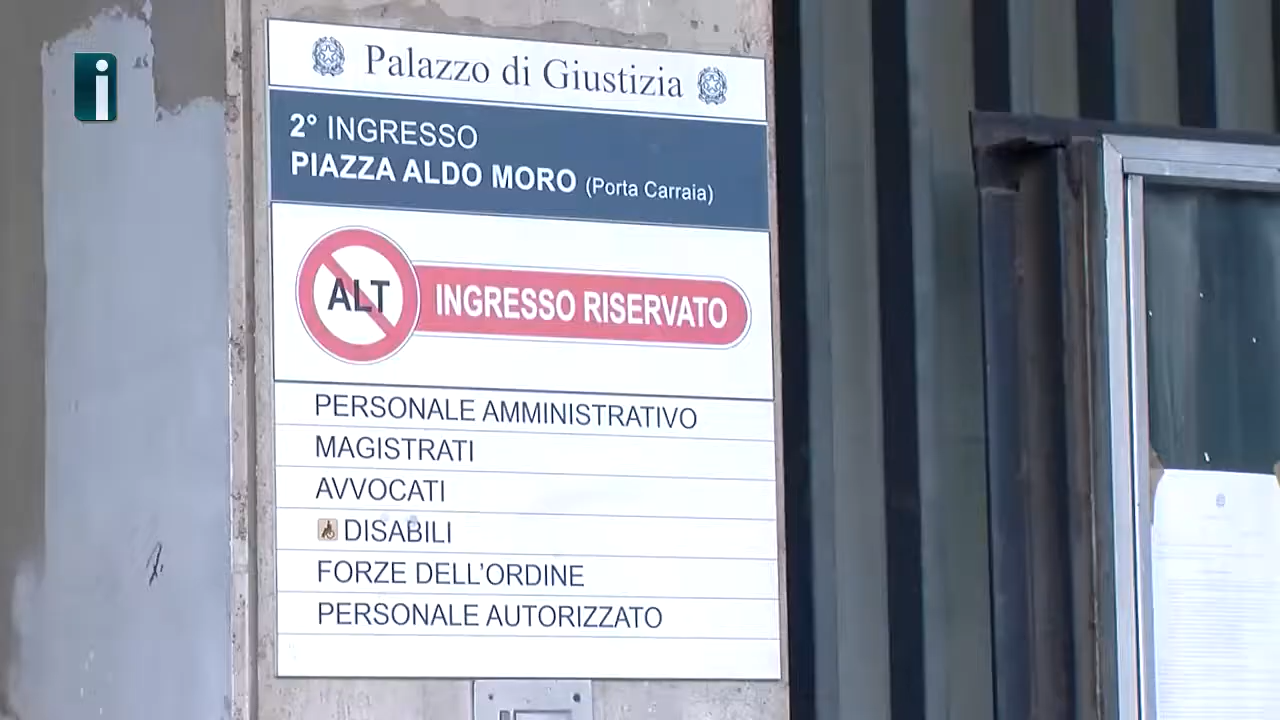 i
Palazzo di Giustizia
2° INGRESSO
PIAZZA ALDO MORO (Porta Carraia)
ALT
INGRESSO RISERVATO
PERSONALE AMMINISTRATIVO
MAGISTRATI
AVVOCATI
DISABILI
FORZE DELL'ORDINE
PERSONALE AUTORIZZATO